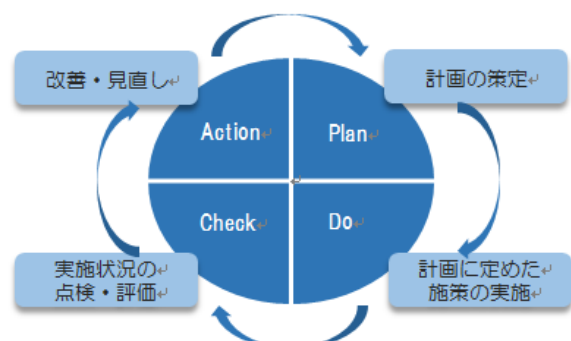 改善・見直し
計画の策定
Action
Plan
Check
Do
実施状況の
点検・評価
計画に定めた
施策の実施